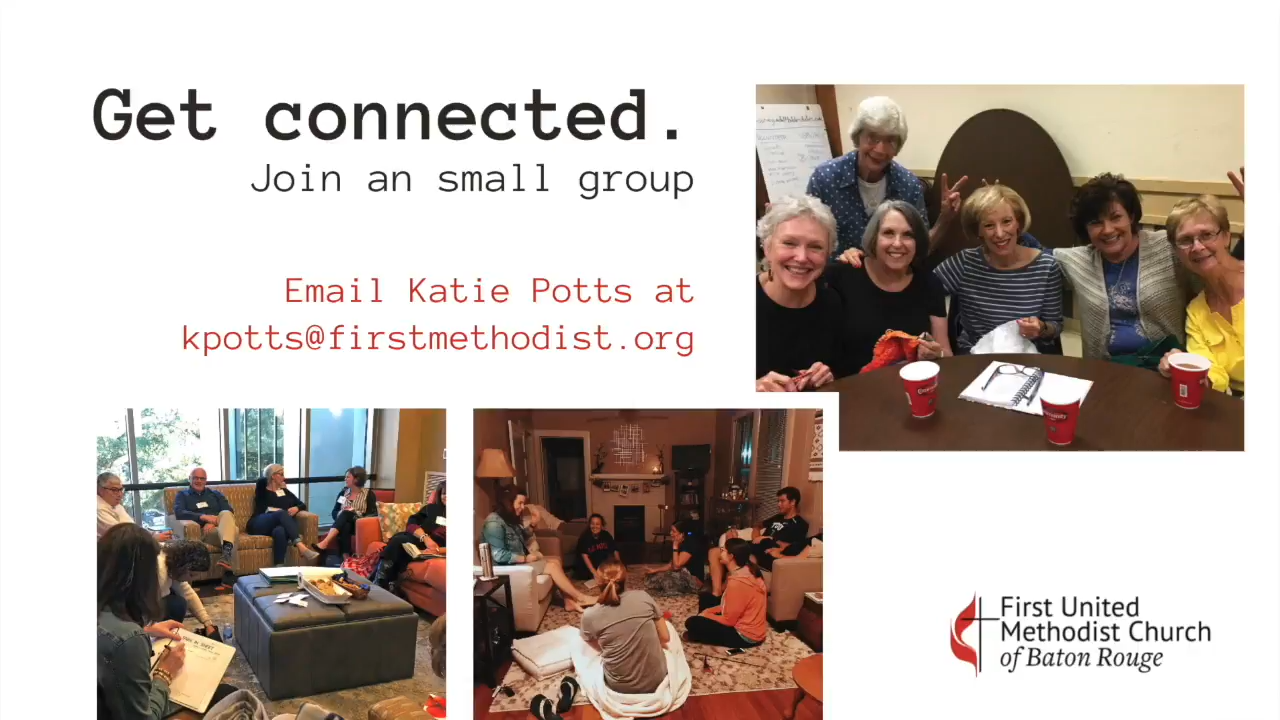 Get connected.
Join an small group
Email Katie Potts at
kpotts@firstmethodist.org
First United
Methodist Church
of Baton Rouge